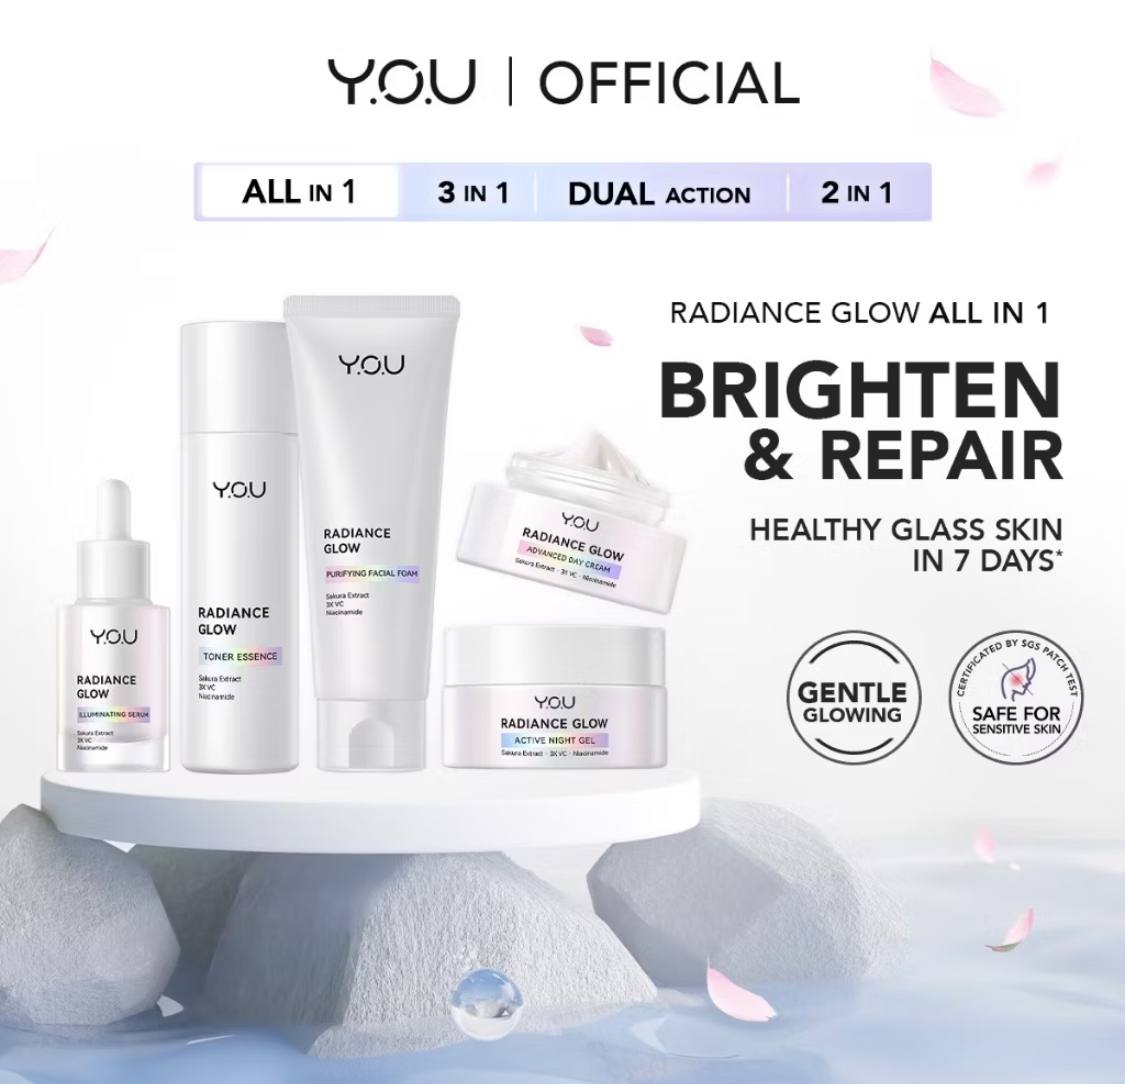 Y.O.U | OFFICIAL
ALL IN 1
3 IN 1
DUAL ACTION
2 IN 1
RADIANCE GLOW ALL IN 1
BRIGHTEN
& REPAIR
HEALTHY GLASS SKIN
IN 7 DAYS*
GENTLE
GLOWING
CERTIFICATED BY SGS PATCH TEST
SAFE FOR
SENSITIVE SKIN
Y.O.U
RADIANCE
GLOW
ILLUMINATING SERUM
Sakura Extract
3X VC
Niacinamide
Y.O.U
RADIANCE
GLOW
TONER ESSENCE
Sakura Extract
3X VC
Niacinamide
Y.O.U
RADIANCE
GLOW
PURIFYING FACIAL FOAM
Sakura Extract
3X VC
Niacinamide
Y.O.U
RADIANCE GLOW
ADVANCED DAY CREAM
Sakura Extract - 3X VC - Niacinamide
Y.O.U
RADIANCE GLOW
ACTIVE NIGHT GEL
Sakura Extract - 3X VC - Niacinamide